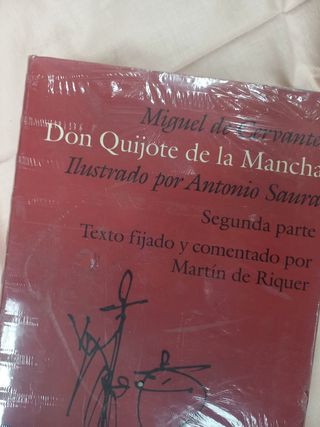 Miguel de Cervante
Don Quijote de la Mancha
Ilustrado por Antonio Saura
Segunda parte
Texto fijado y comentado por
Martín de Riquer